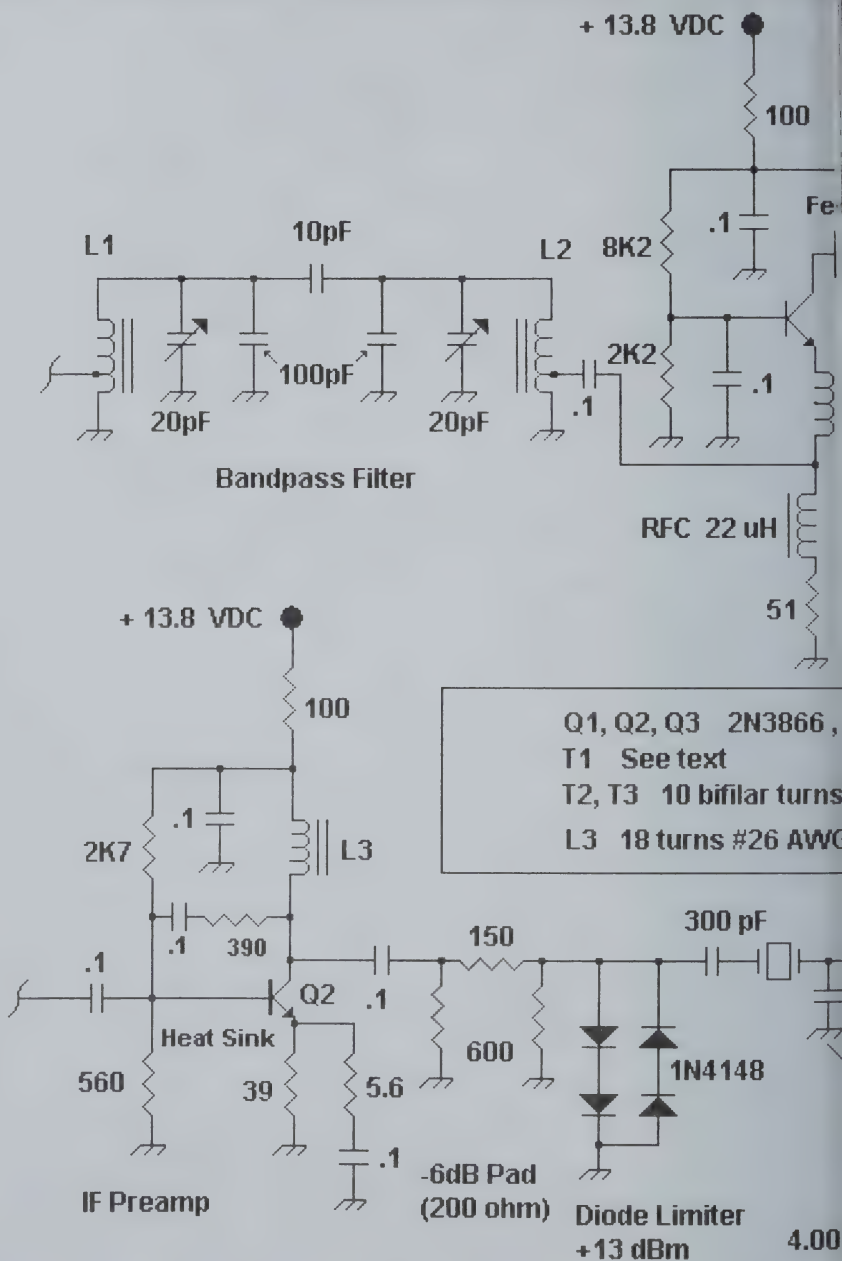 + 13.8 VDC
100
.1
L1
10pF
L2
8K2
2K2
100pF
.1
.1
20pF
20pF
Bandpass Filter
RFC 22 uH
51
+ 13.8 VDC
100
Q1, Q2, Q3 2N3866 ,
T1 See text
T2, T3 10 bifilar turns
L3 18 turns #26 AWG
.1
2K7
L3
.1
390
150
300 pF
.1
Q2
.1
Heat Sink
600
1N4148
560
39
5.6
.1
-6dB Pad
(200 ohm)
IF Preamp
Diode Limiter
+13 dBm
4.00